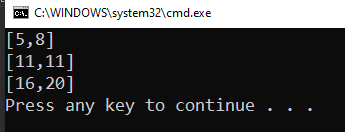 C:\WINDOWS\system32\cmd.exe
[5,8]
[11,11]
[16,20]
Press any key to continue . . .